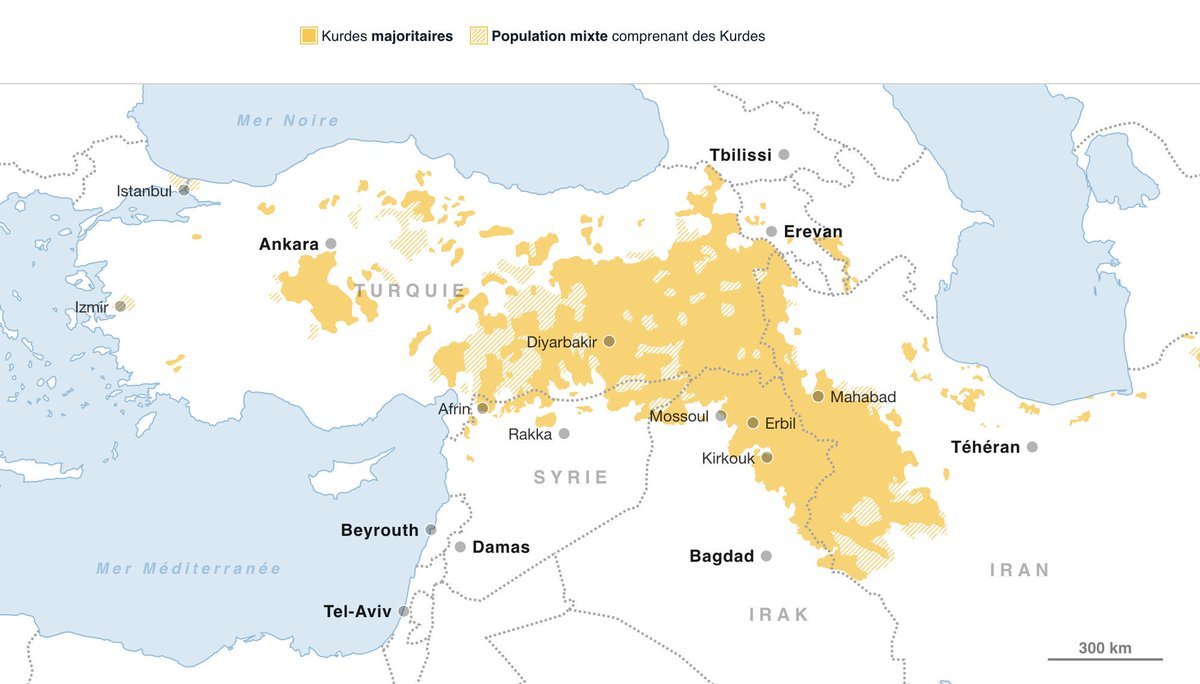 Kurdes majoritaires
Population mixte comprenant des Kurdes
Mer Noire
Tbilissi
Istanbul
Erevan
Ankara
TURQUIE
Izmir
Diyarbakir
Mahabad
Afrin
Mossoul
Erbil
Rakka
Téhéran
Kirkouk
SYRIE
Beyrouth
Damas
Bagdad
Mer Méditerranée
IRAN
Tel-Aviv
IRAK
300 km